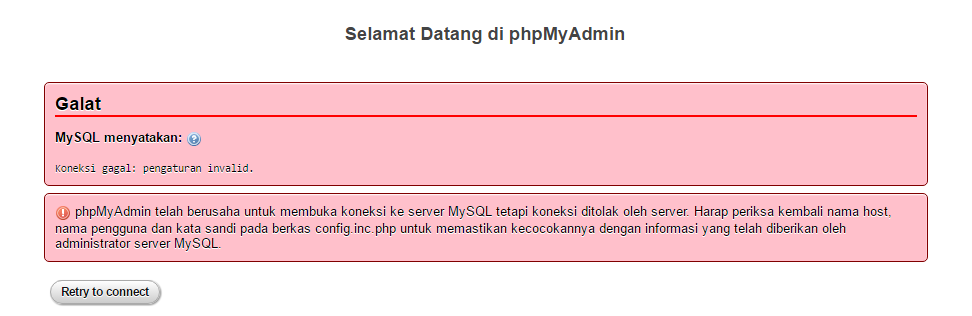 Selamat Datang di phpMyAdmin
Galat
MySQL menyatakan:
Koneksi gagal: pengaturan invalid.
phpMyAdmin telah berusaha untuk membuka koneksi ke server MySQL tetapi koneksi ditolak oleh server. Harap periksa kembali nama host,
nama pengguna dan kata sandi pada berkas config.inc.php untuk memastikan kecocokannya dengan informasi yang telah diberikan oleh
administrator server MySQL.
Retry to connect